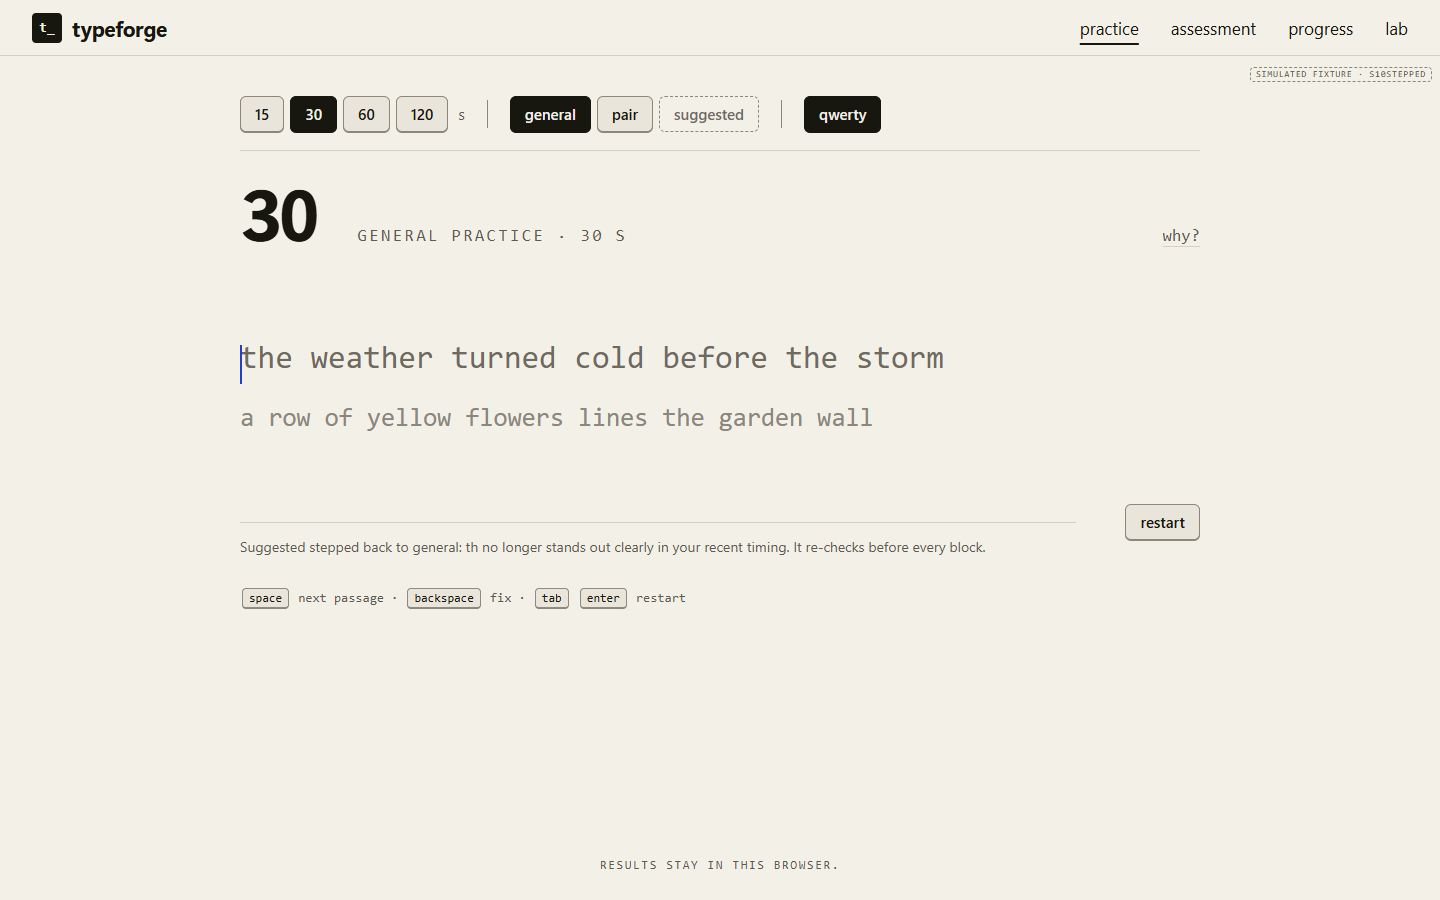 t_ typeforge practice assessment progress lab
SIMULATED FIXTURE · S10STEPPED
15 30 60 120 s general pair suggested qwerty
30 GENERAL PRACTICE · 30 S why?
the weather turned cold before the storm
a row of yellow flowers lines the garden wall
restart
Suggested stepped back to general: th no longer stands out clearly in your recent timing. It re-checks before every block.
space next passage · backspace fix · tab enter restart
RESULTS STAY IN THIS BROWSER.